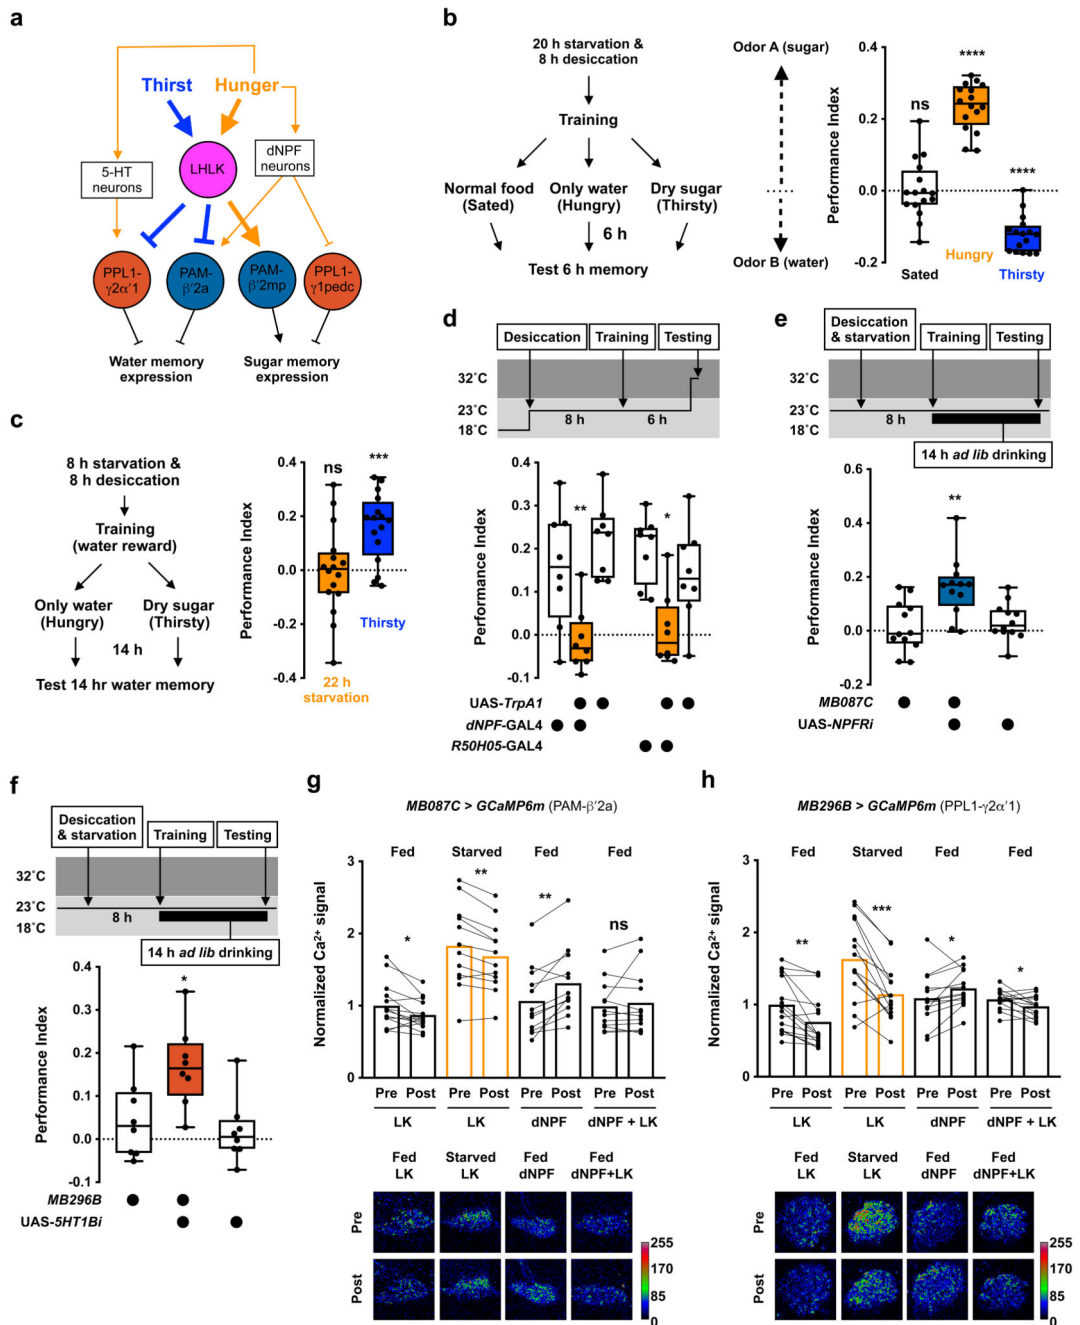 a
Thirst
Hunger
5-HT
neurons
LHLK
dNPF
neurons
PPL1-
γ2α'1
PAM-
β'2a
PAM-
β'2mp
PPL1-
γ1pedc
Water memory
expression
Sugar memory
expression
b
20 h starvation &
8 h desiccation
Training
Normal food
(Sated)
Only water
(Hungry)
Dry sugar
(Thirsty)
6 h
Test 6 h memory
Odor A (sugar)
Odor B (water)
Performance Index
0.4
0.2
0.0
-0.2
ns
****
****
Sated
Hungry
Thirsty
c
8 h starvation &
8 h desiccation
Training
(water reward)
Only water
(Hungry)
Dry sugar
(Thirsty)
14 h
Test 14 hr water memory
Performance Index
0.4
0.2
0.0
-0.2
-0.4
ns
***
Thirsty
22 h
starvation
d
Desiccation
Training
Testing
32˚C
23˚C
18˚C
8 h
6 h
Performance Index
0.4
0.3
0.2
0.1
0.0
-0.1
**
*
UAS-TrpA1
dNPF-GAL4
R50H05-GAL4
e
Desiccation
& starvation
Training
Testing
32˚C
23˚C
18˚C
8 h
14 h ad lib drinking
Performance Index
0.6
0.4
0.2
0.0
-0.2
**
MB087C
UAS-NPFRi
f
Desiccation
& starvation
Training
Testing
32˚C
23˚C
18˚C
8 h
14 h ad lib drinking
Performance Index
0.4
0.3
0.2
0.1
0.0
-0.1
*
MB296B
UAS-5HT1Bi
g
MB087C > GCaMP6m (PAM-β'2a)
Fed
Starved
Fed
Fed
Normalized Ca²⁺ signal
3
2
1
0
*
**
**
ns
Pre Post Pre Post Pre Post Pre Post
LK LK dNPF dNPF + LK
Fed
LK
Starved
LK
Fed
dNPF
Fed
dNPF+LK
Pre
Post
255
170
85
0
h
MB296B > GCaMP6m (PPL1-γ2α'1)
Fed
Starved
Fed
Fed
Normalized Ca²⁺ signal
3
2
1
0
**
***
*
*
Pre Post Pre Post Pre Post Pre Post
LK LK dNPF dNPF + LK
Fed
LK
Starved
LK
Fed
dNPF
Fed
dNPF+LK
Pre
Post
255
170
85
0